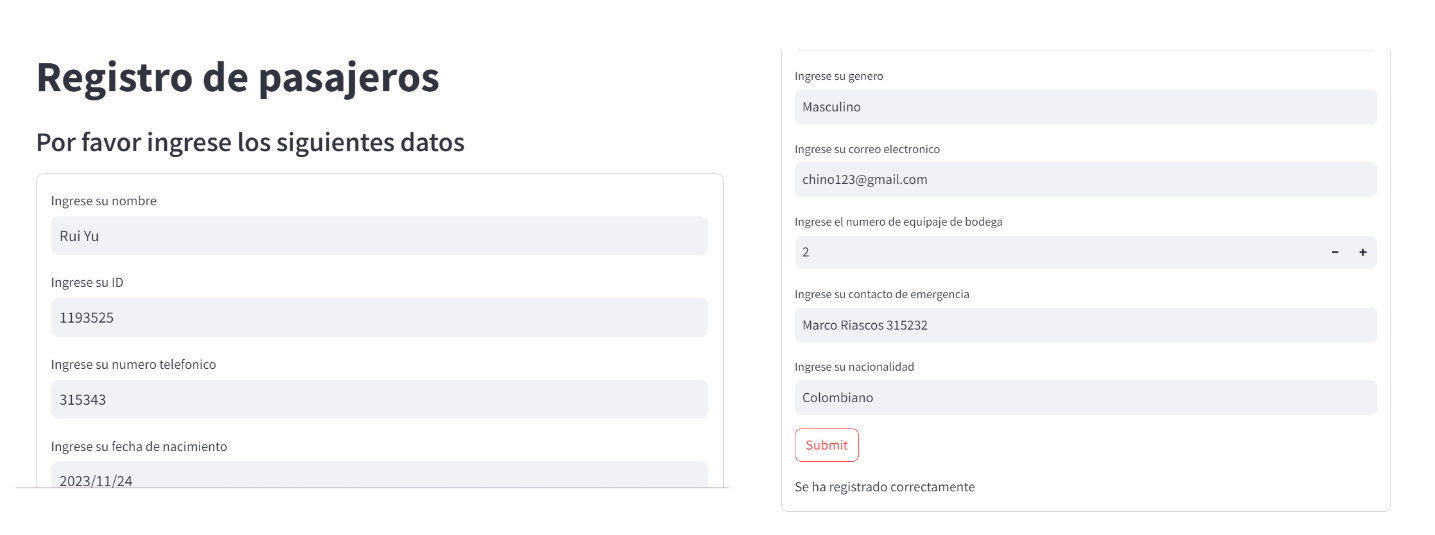 Registro de pasajeros
Por favor ingrese los siguientes datos
Ingrese su nombre
Rui Yu
Ingrese su ID
1193525
Ingrese su numero telefonico
315343
Ingrese su fecha de nacimiento
2023/11/24
Ingrese su genero
Masculino
Ingrese su correo electronico
chino123@gmail.com
Ingrese el numero de equipaje de bodega
2 − +
Ingrese su contacto de emergencia
Marco Riascos 315232
Ingrese su nacionalidad
Colombiano
Submit
Se ha registrado correctamente